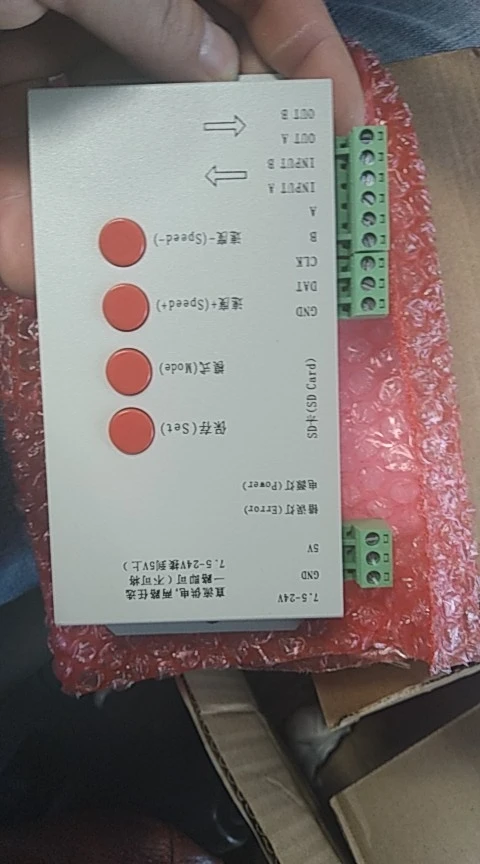 7.5-24V
直流供电,两路任选
一路即可(不可将
7.5-24V接到5V上)
GND
5V
错误灯(Error)
电源灯(Power)
SD卡(SD Card)
保存(Set)
模式(Mode)
速度+(Speed+)
速度-(Speed-)
GND
DAT
CLK
B
A
INPUT A
INPUT B
OUT A
OUT B